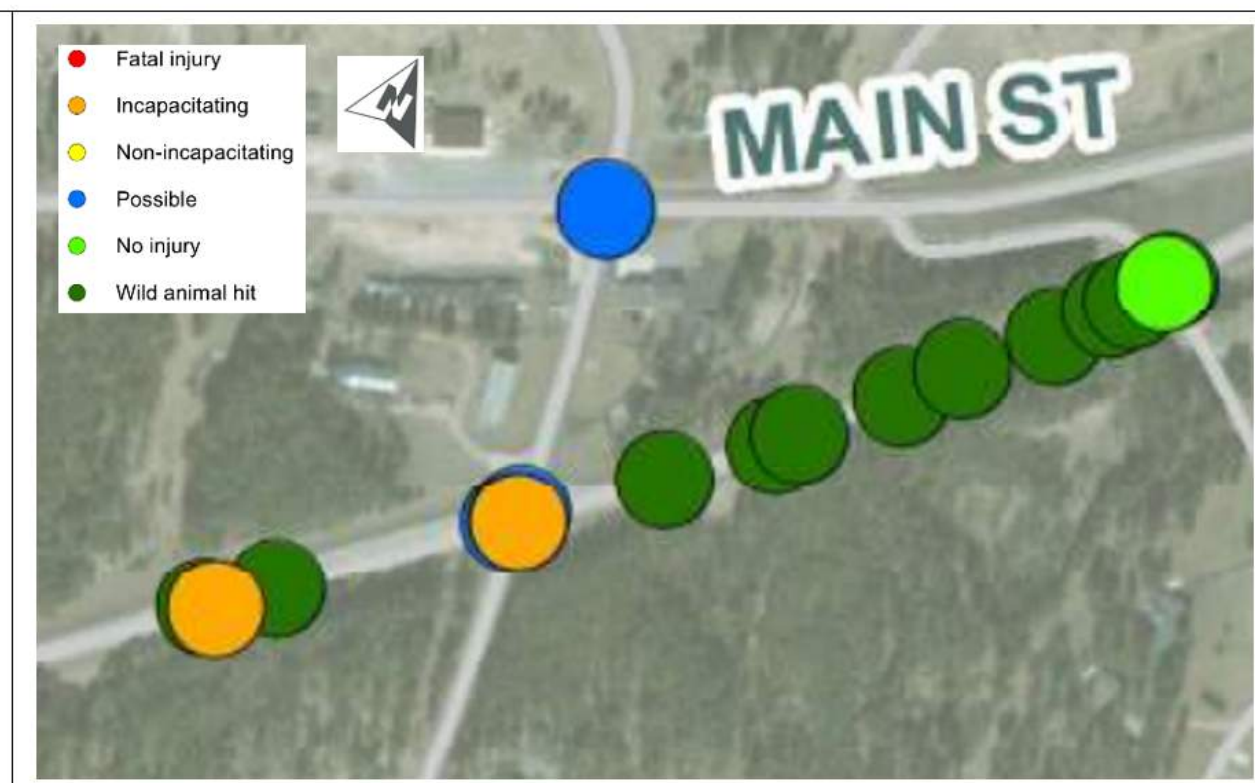 Fatal injury
Incapacitating
Non-incapacitating
Possible
No injury
Wild animal hit
N
MAIN ST